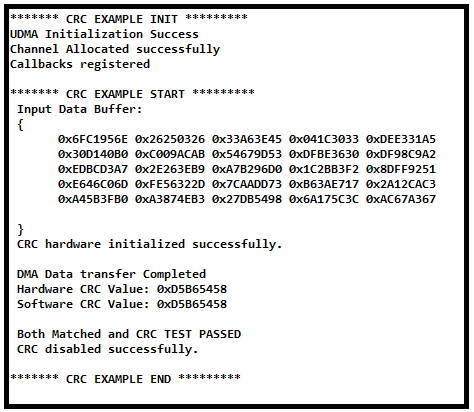 ******* CRC EXAMPLE INIT *********
UDMA Initialization Success
Channel Allocated successfully
Callbacks registered
******* CRC EXAMPLE START *********
Input Data Buffer:
{
0x6FC1956E 0x26250326 0x33A63E45 0x041C3033 0xDEE331A5
0x30D140B0 0xC009ACAB 0x54679D53 0xDFBE3630 0xDF98C9A2
0xEDBCD3A7 0x2E263EB9 0xA7B296D0 0x1C2BB3F2 0x8DFF9251
0xE646C06D 0xFE56322D 0x7CAADD73 0xB63AE717 0x2A12CAC3
0xA45B3FB0 0xA3874EB3 0x27DB5498 0x6A175C3C 0xAC67A367
}
CRC hardware initialized successfully.
DMA Data transfer Completed
Hardware CRC Value: 0xD5B65458
Software CRC Value: 0xD5B65458
Both Matched and CRC TEST PASSED
CRC disabled successfully.
******* CRC EXAMPLE END *********